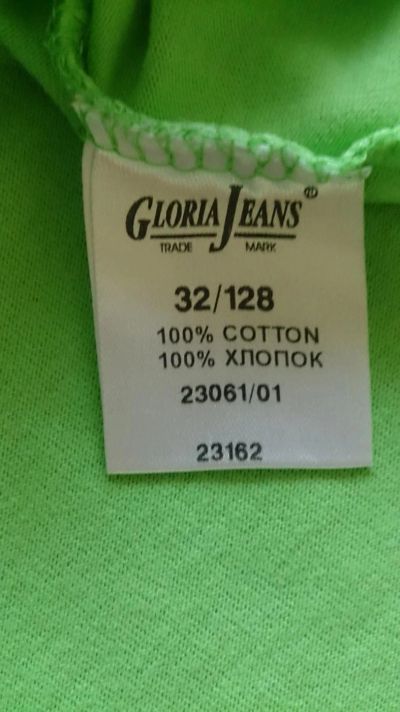 GLORIA JEANS®
TRADE MARK
32/128
100% COTTON
100% ХЛОПОК
23061/01
23162